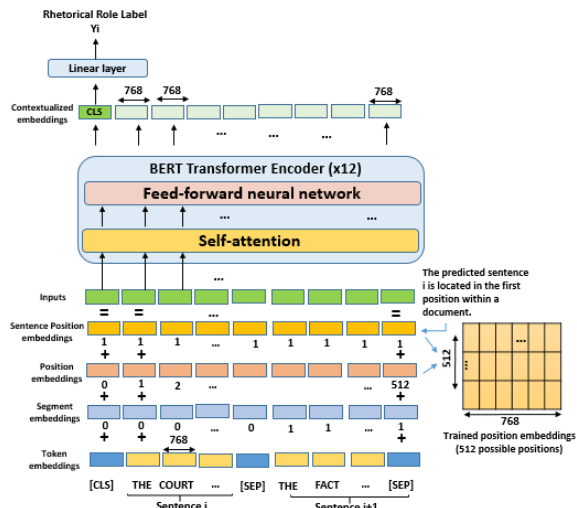 Rhetorical Role Label
Yi
Linear layer
768 768 768
Contextualized
embeddings
CLS
... ... ...
BERT Transformer Encoder (x12)
Feed-forward neural network
... ...
Self-attention
...
The predicted sentence
i is located in the first
position within a
document.
Inputs
= = ... =
Sentence Position
embeddings
1 1 1 ... 1 1 1 1 1
+ + +
Position
embeddings
0 1 2 ... ... 512
+ + +
Segment
embeddings
0 0 0 ... 0 1 1 ... 1
+ + +
768
Token
embeddings
[CLS] THE COURT ... [SEP] THE FACT ... [SEP]
Sentence i Sentence i+1
512
...
...
768
Trained position embeddings
(512 possible positions)